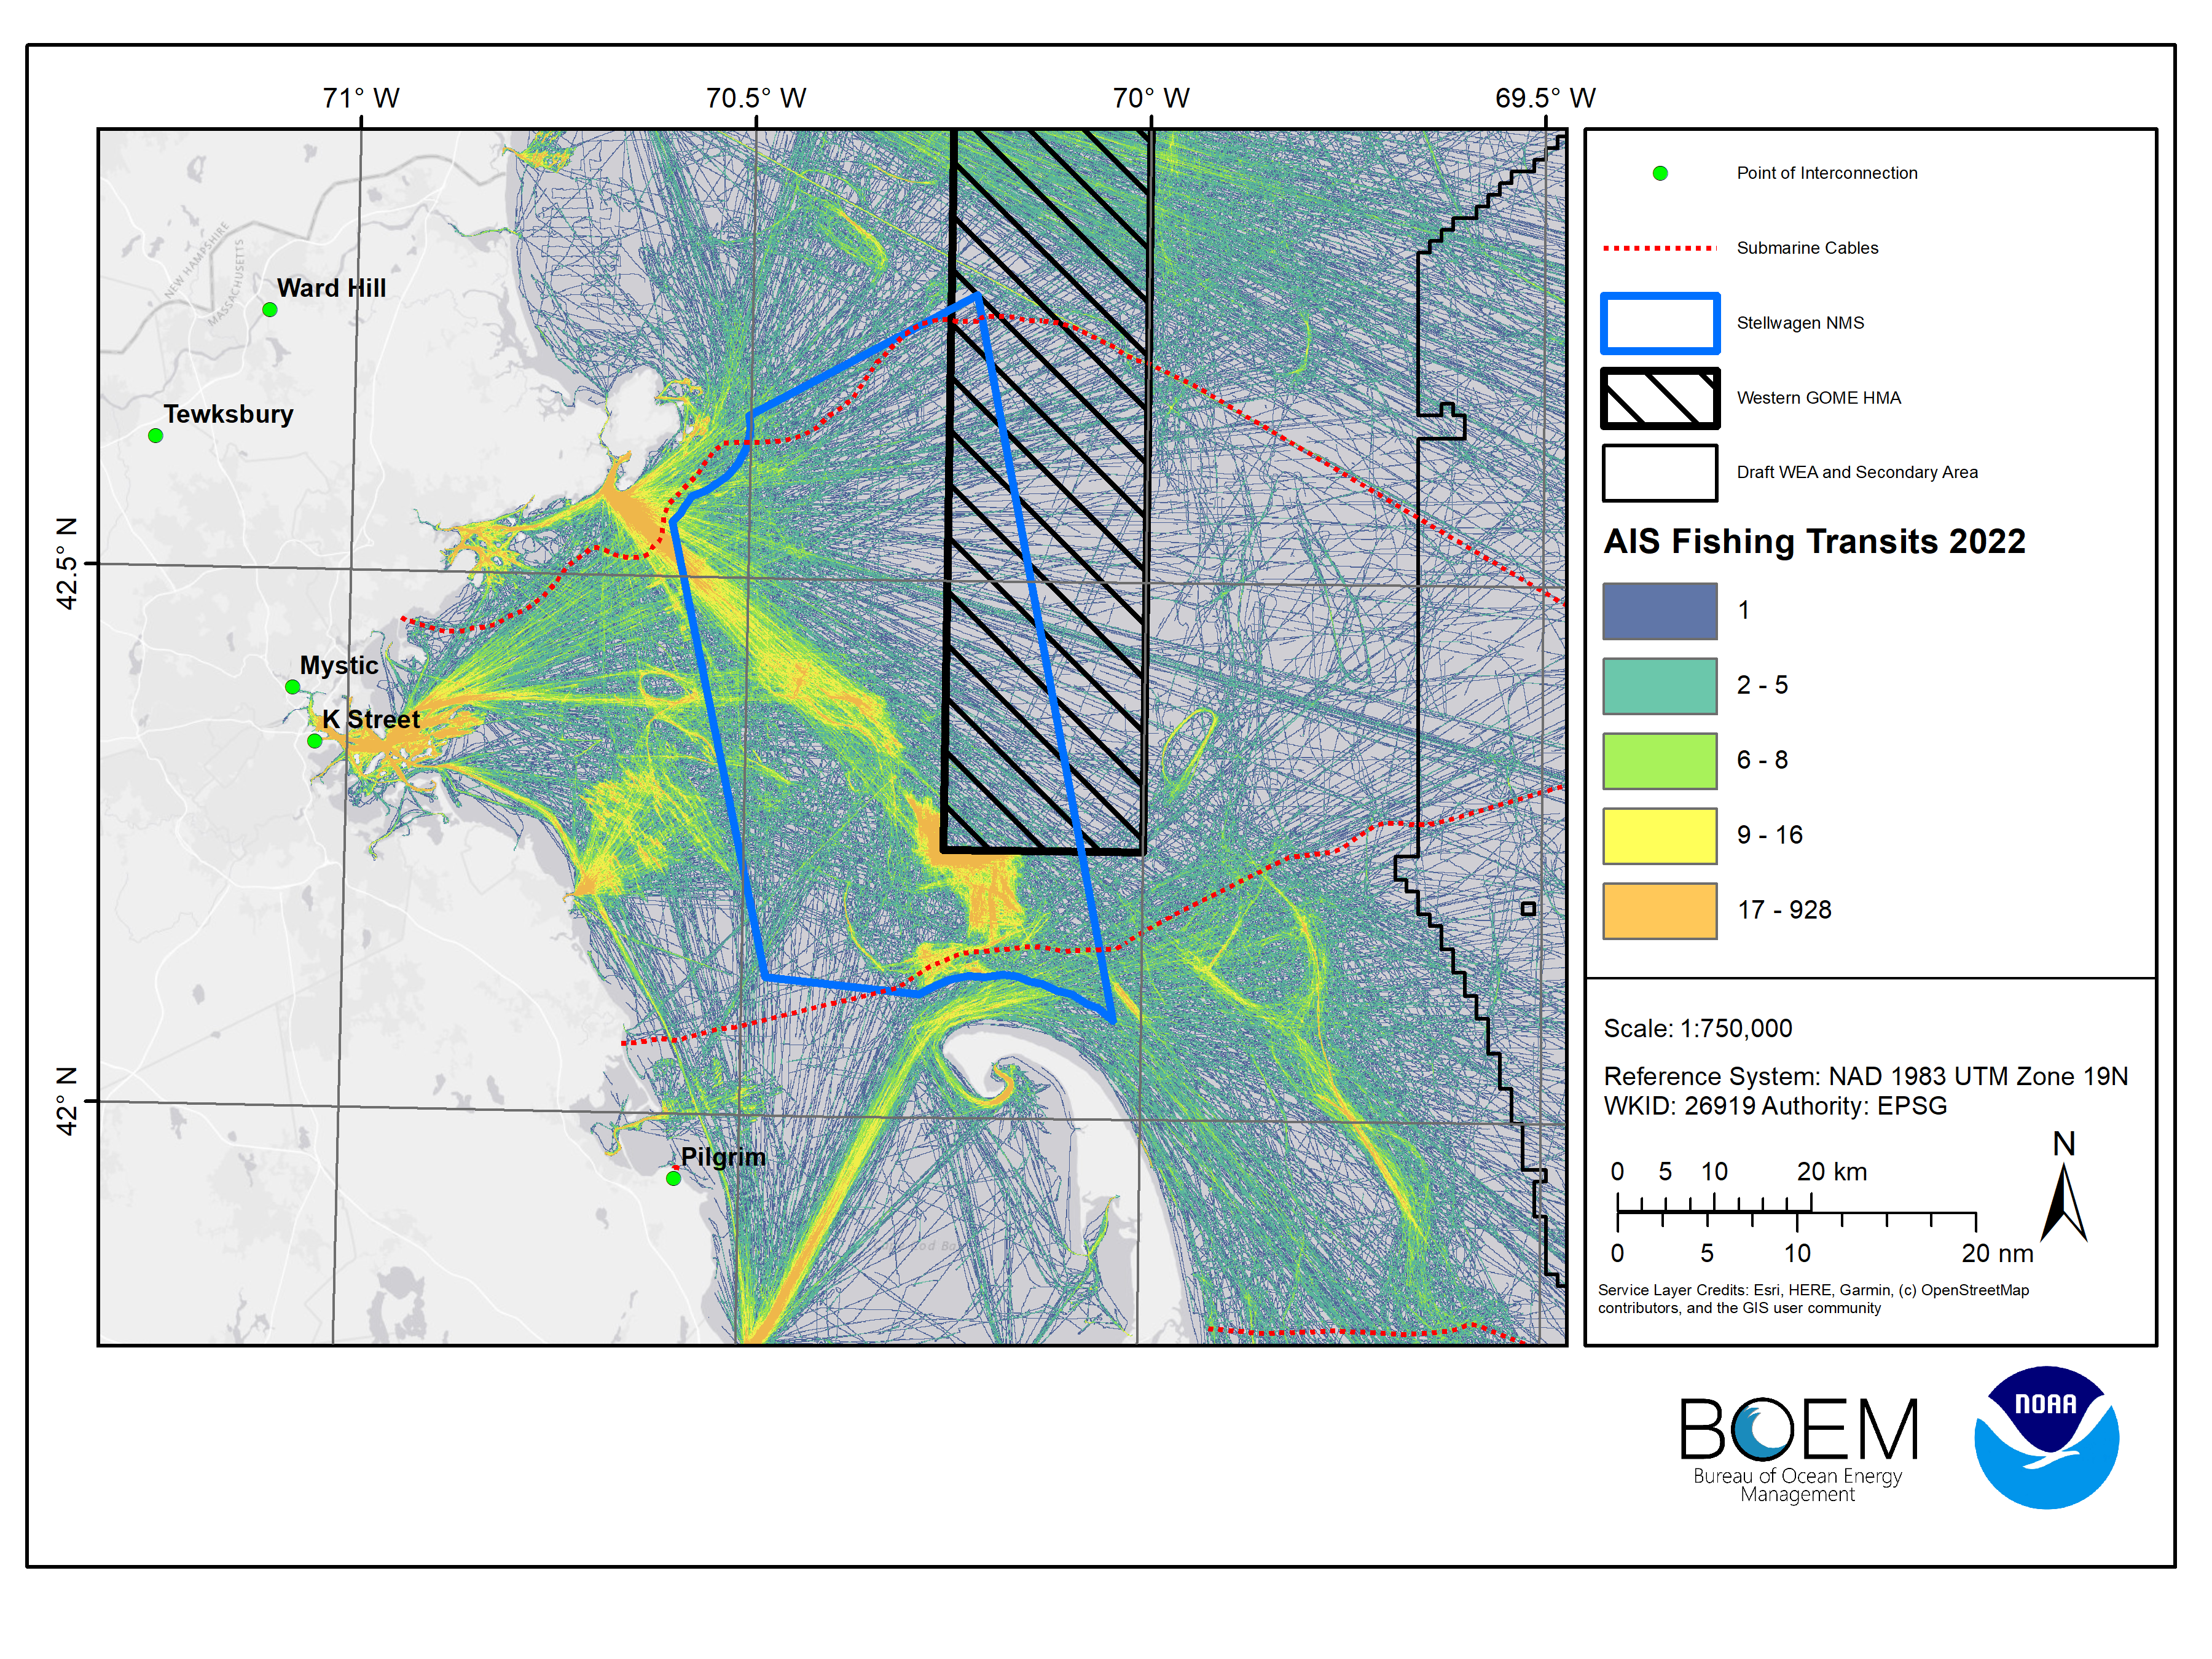 71° W
70.5° W
70° W
69.5° W
42.5° N
42° N
NEW HAMPSHIRE
MASSACHUSETTS
Ward Hill
Tewksbury
Mystic
K Street
Pilgrim
Point of Interconnection
Submarine Cables
Stellwagen NMS
Western GOME HMA
Draft WEA and Secondary Area
AIS Fishing Transits 2022
1
2 - 5
6 - 8
9 - 16
17 - 928
Scale: 1:750,000
Reference System: NAD 1983 UTM Zone 19N
WKID: 26919 Authority: EPSG
N
0 5 10 20 km
0 5 10 20 nm
Service Layer Credits: Esri, HERE, Garmin, (c) OpenStreetMap
contributors, and the GIS user community
BOEM
Bureau of Ocean Energy
Management
NOAA